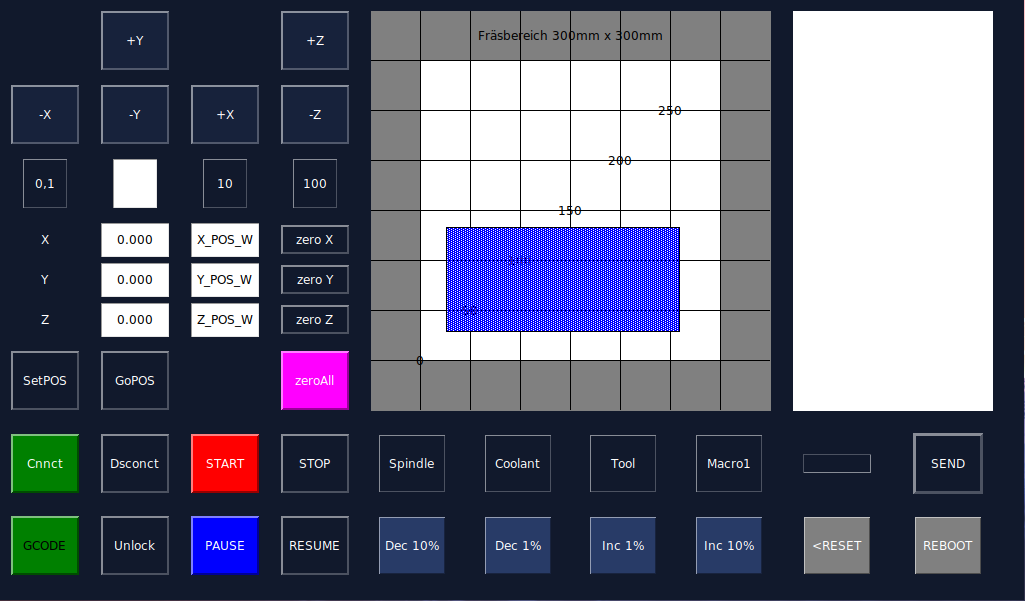 +Y
+Z
Fräsbereich 300mm x 300mm
-X
-Y
+X
-Z
250
200
0,1
10
100
150
X
0.000
X_POS_W
zero X
Y
0.000
Y_POS_W
zero Y
100
Z
0.000
Z_POS_W
zero Z
50
0
SetPOS
GoPOS
zeroAll
Cnnct
Dsconct
START
STOP
Spindle
Coolant
Tool
Macro1
SEND
GCODE
Unlock
PAUSE
RESUME
Dec 10%
Dec 1%
Inc 1%
Inc 10%
<RESET
REBOOT